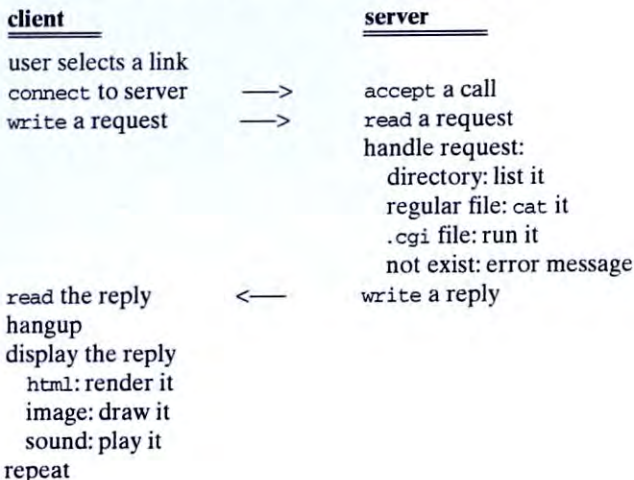 client server
user selects a link
connect to server ——> accept a call
write a request ——> read a request
handle request:
directory: list it
regular file: cat it
.cgi file: run it
not exist: error message
read the reply <—— write a reply
hangup
display the reply
html: render it
image: draw it
sound: play it
repeat